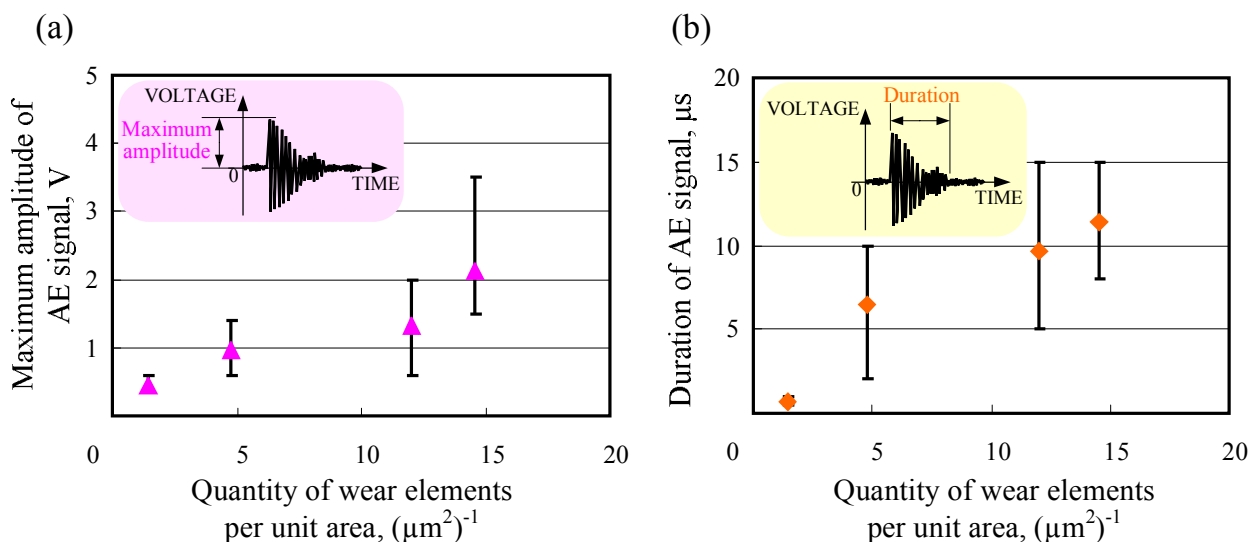 (a)
Maximum amplitude of
AE signal, V
5
4
3
2
1
VOLTAGE
Maximum
amplitude
0
TIME
0
5
10
15
20
Quantity of wear elements
per unit area, (µm²)⁻¹
(b)
Duration of AE signal, µs
20
15
10
5
VOLTAGE
Duration
0
TIME
0
5
10
15
20
Quantity of wear elements
per unit area, (µm²)⁻¹